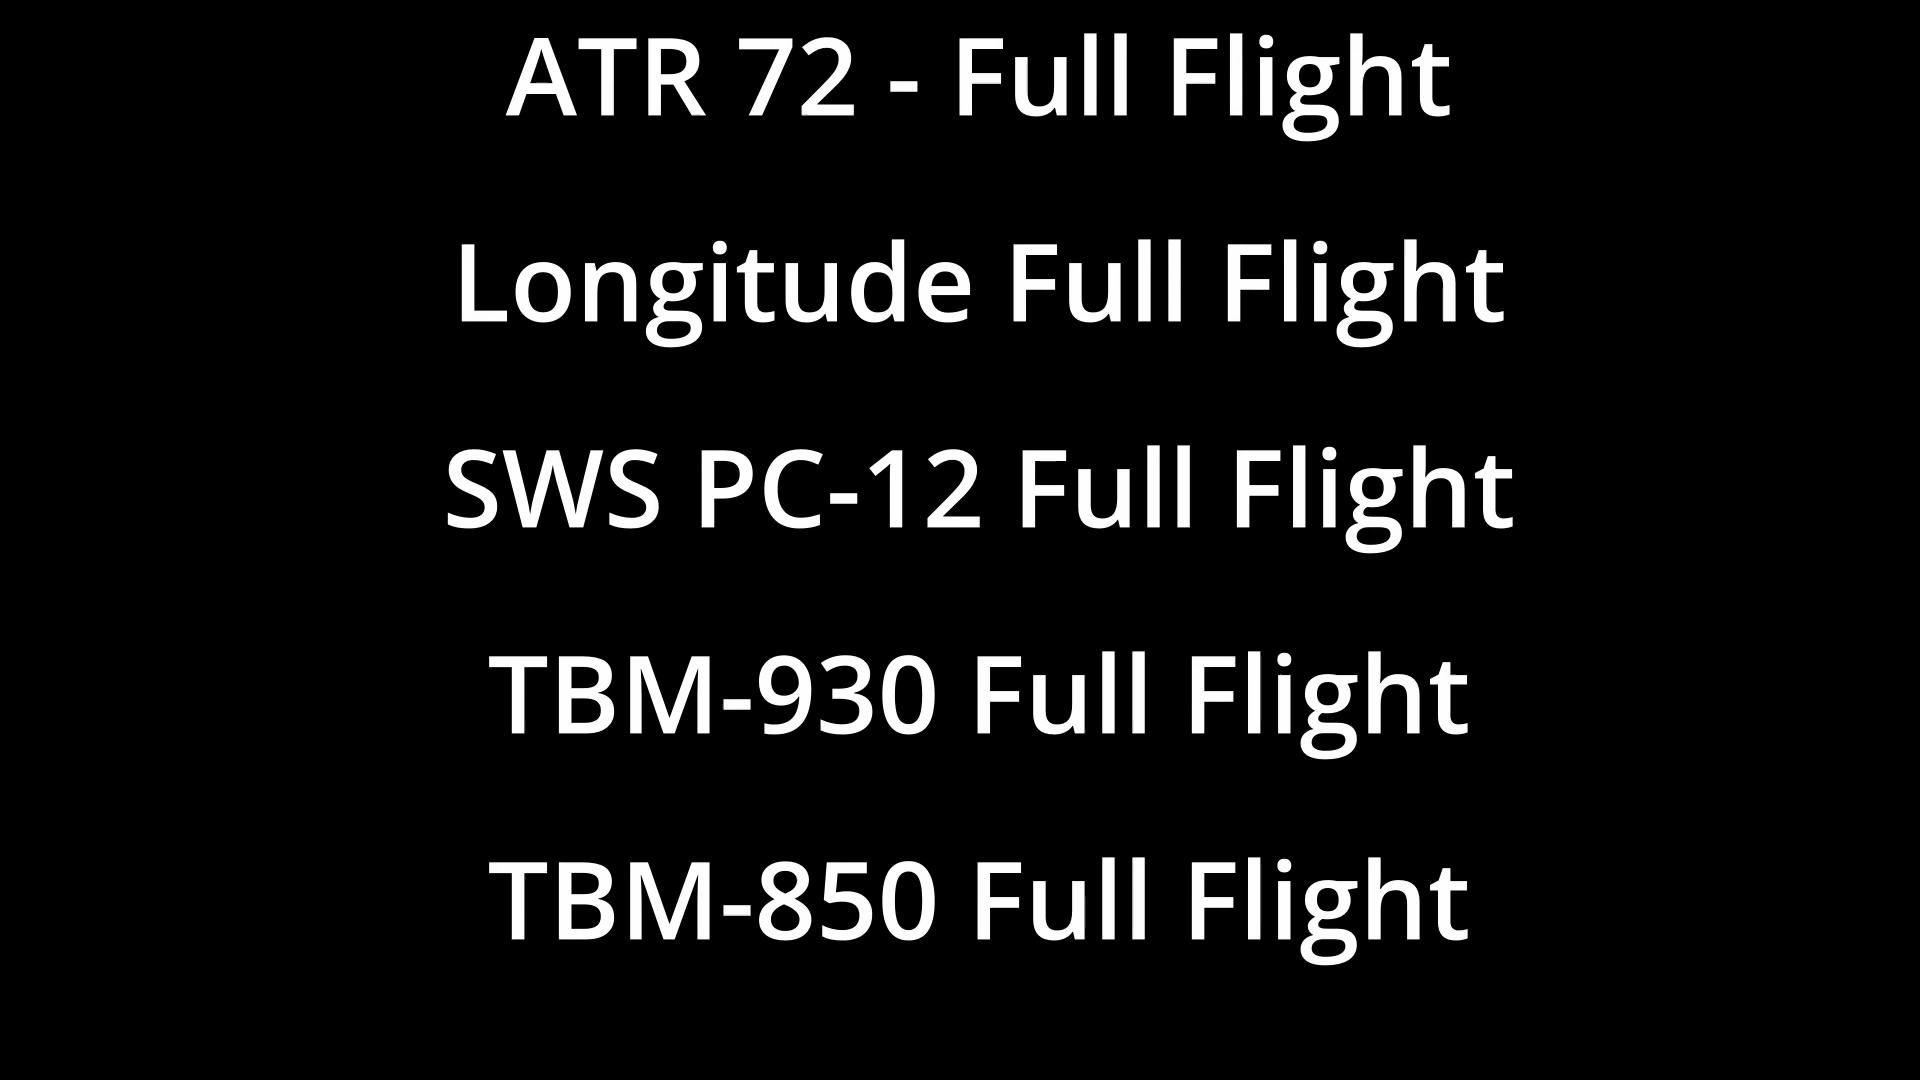 ATR 72 - Full Flight
Longitude Full Flight
SWS PC-12 Full Flight
TBM-930 Full Flight
TBM-850 Full Flight